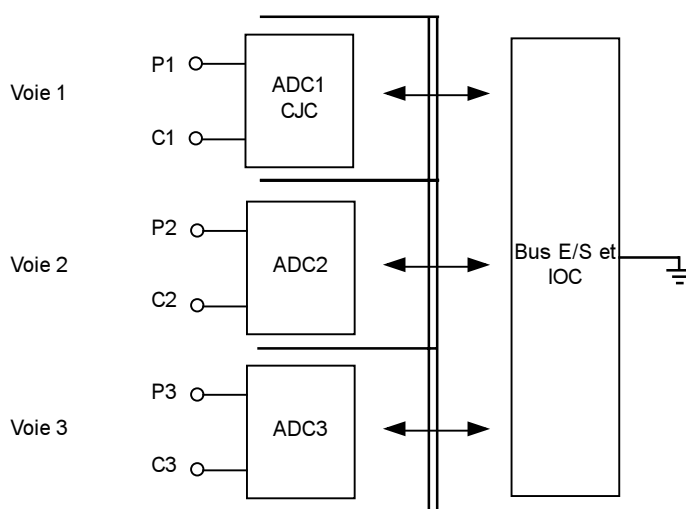 P1
Voie 1
ADC1
CJC
C1
P2
Voie 2
ADC2
Bus E/S et
IOC
C2
P3
Voie 3
ADC3
C3